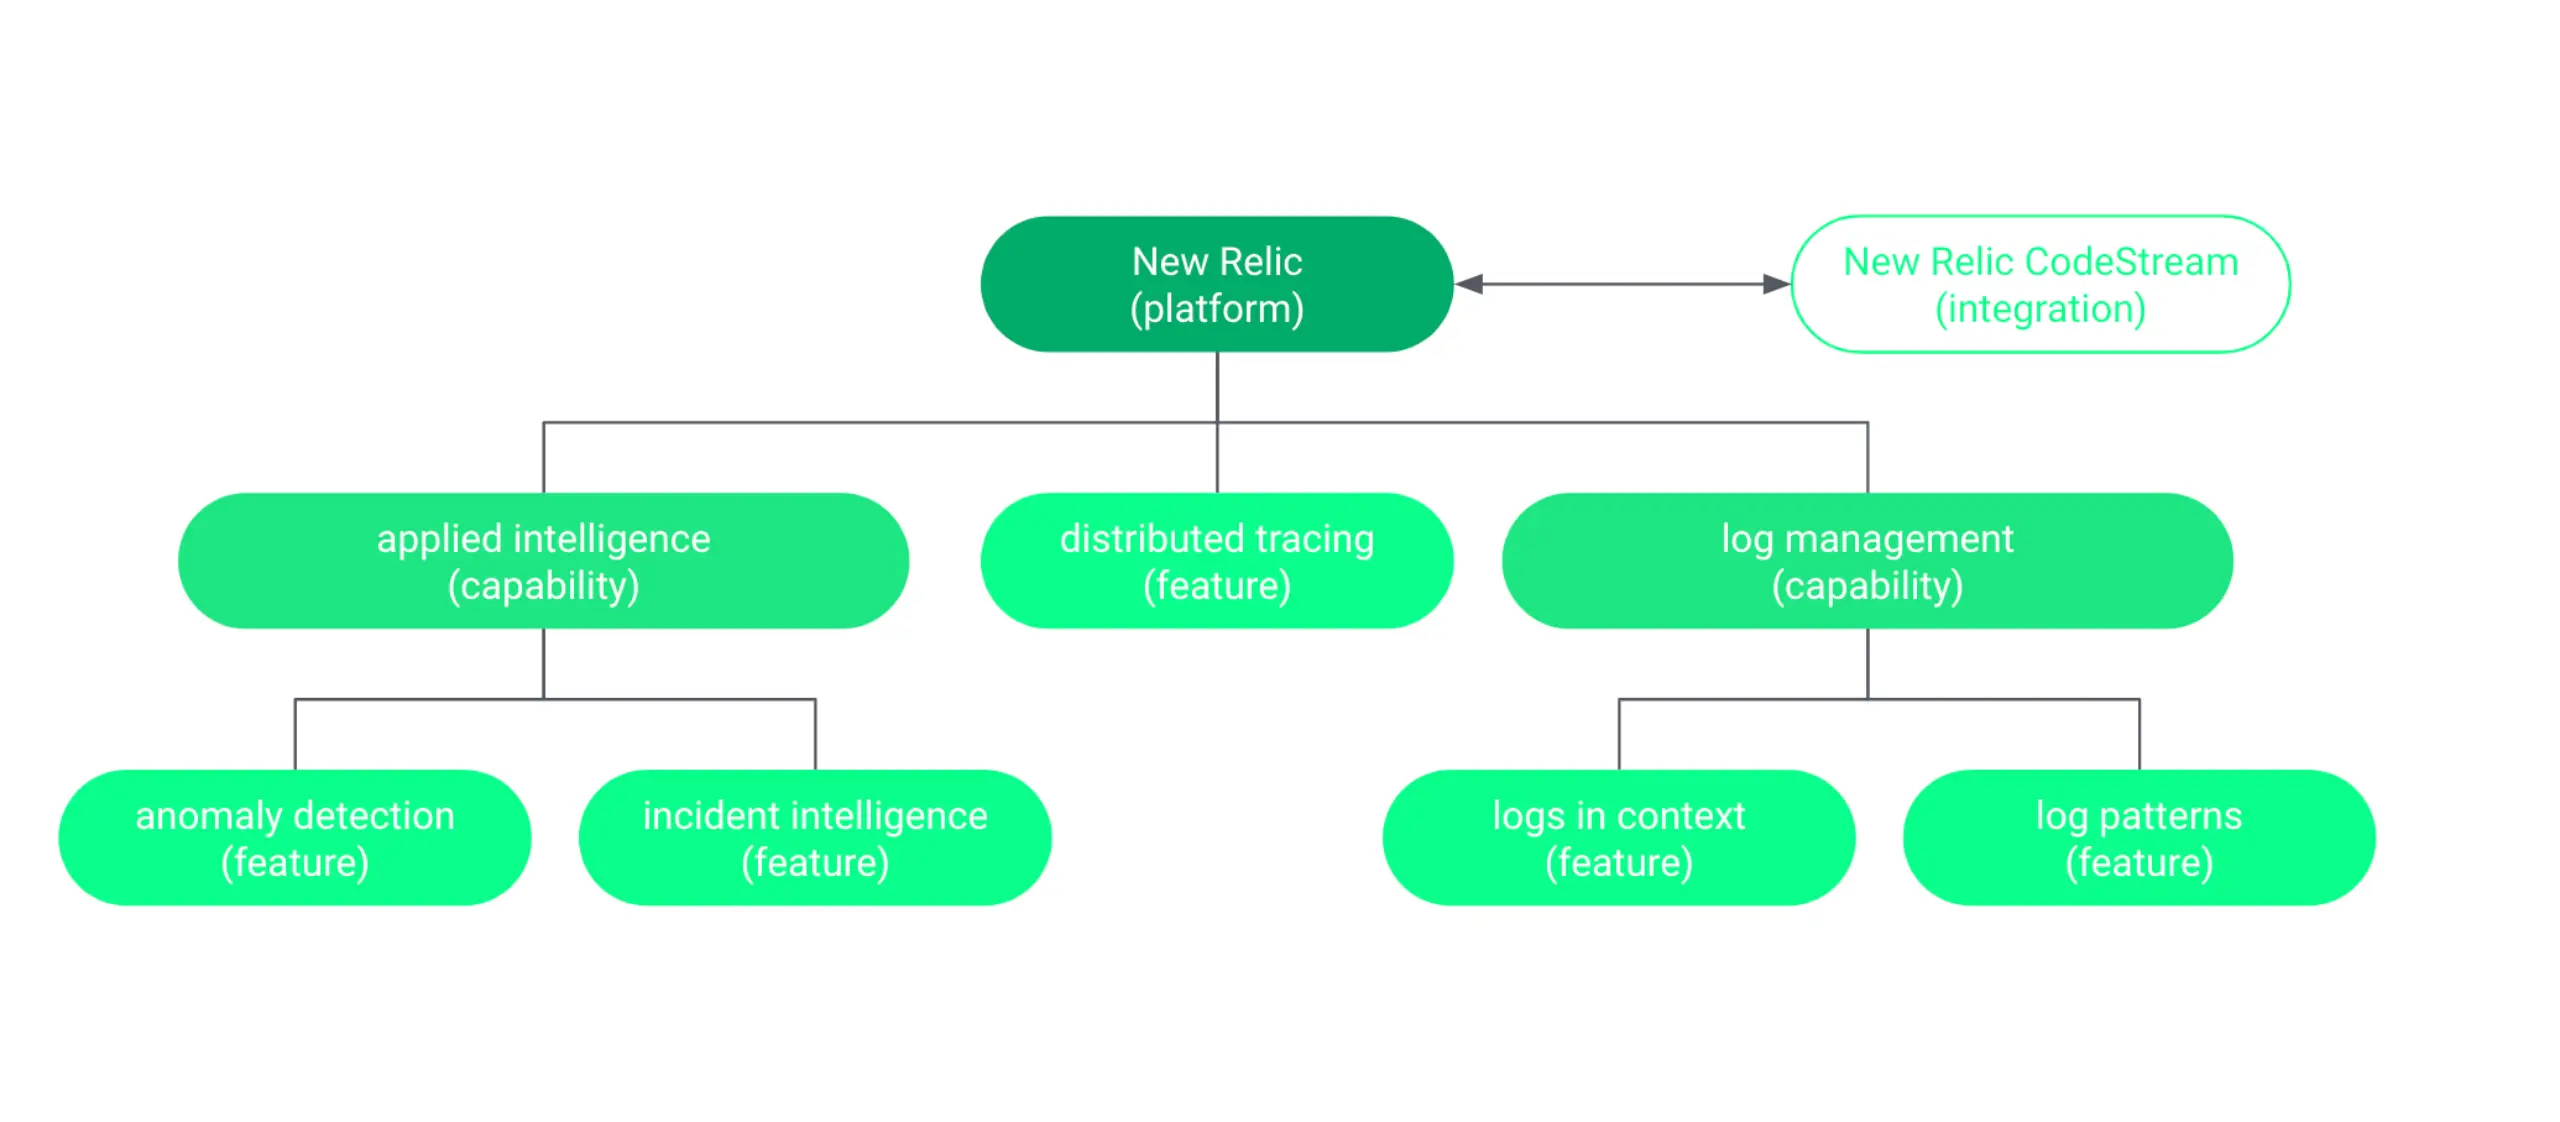 New Relic
(platform)
New Relic CodeStream
(integration)
applied intelligence
(capability)
distributed tracing
(feature)
log management
(capability)
anomaly detection
(feature)
incident intelligence
(feature)
logs in context
(feature)
log patterns
(feature)